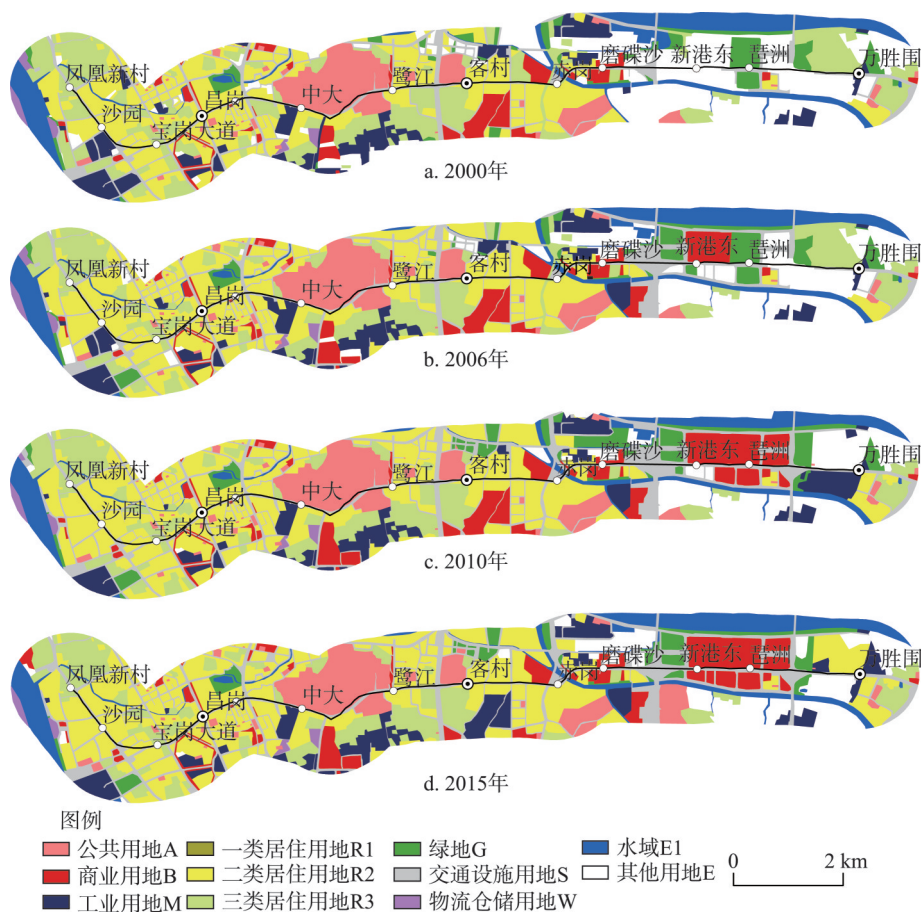 凤凰新村
沙园
宝岗大道
昌岗
中大
鹭江
客村
赤岗
磨碟沙
新港东
琶洲
万胜围
a. 2000年
凤凰新村
沙园
宝岗大道
昌岗
中大
鹭江
客村
赤岗
磨碟沙
新港东
琶洲
万胜围
b. 2006年
凤凰新村
沙园
宝岗大道
昌岗
中大
鹭江
客村
赤岗
磨碟沙
新港东
琶洲
万胜围
c. 2010年
凤凰新村
沙园
宝岗大道
昌岗
中大
鹭江
客村
赤岗
磨碟沙
新港东
琶洲
万胜围
d. 2015年
图例
公共用地A 一类居住用地R1 绿地G 水域E1
商业用地B 二类居住用地R2 交通设施用地S 其他用地E
工业用地M 三类居住用地R3 物流仓储用地W
0 2 km